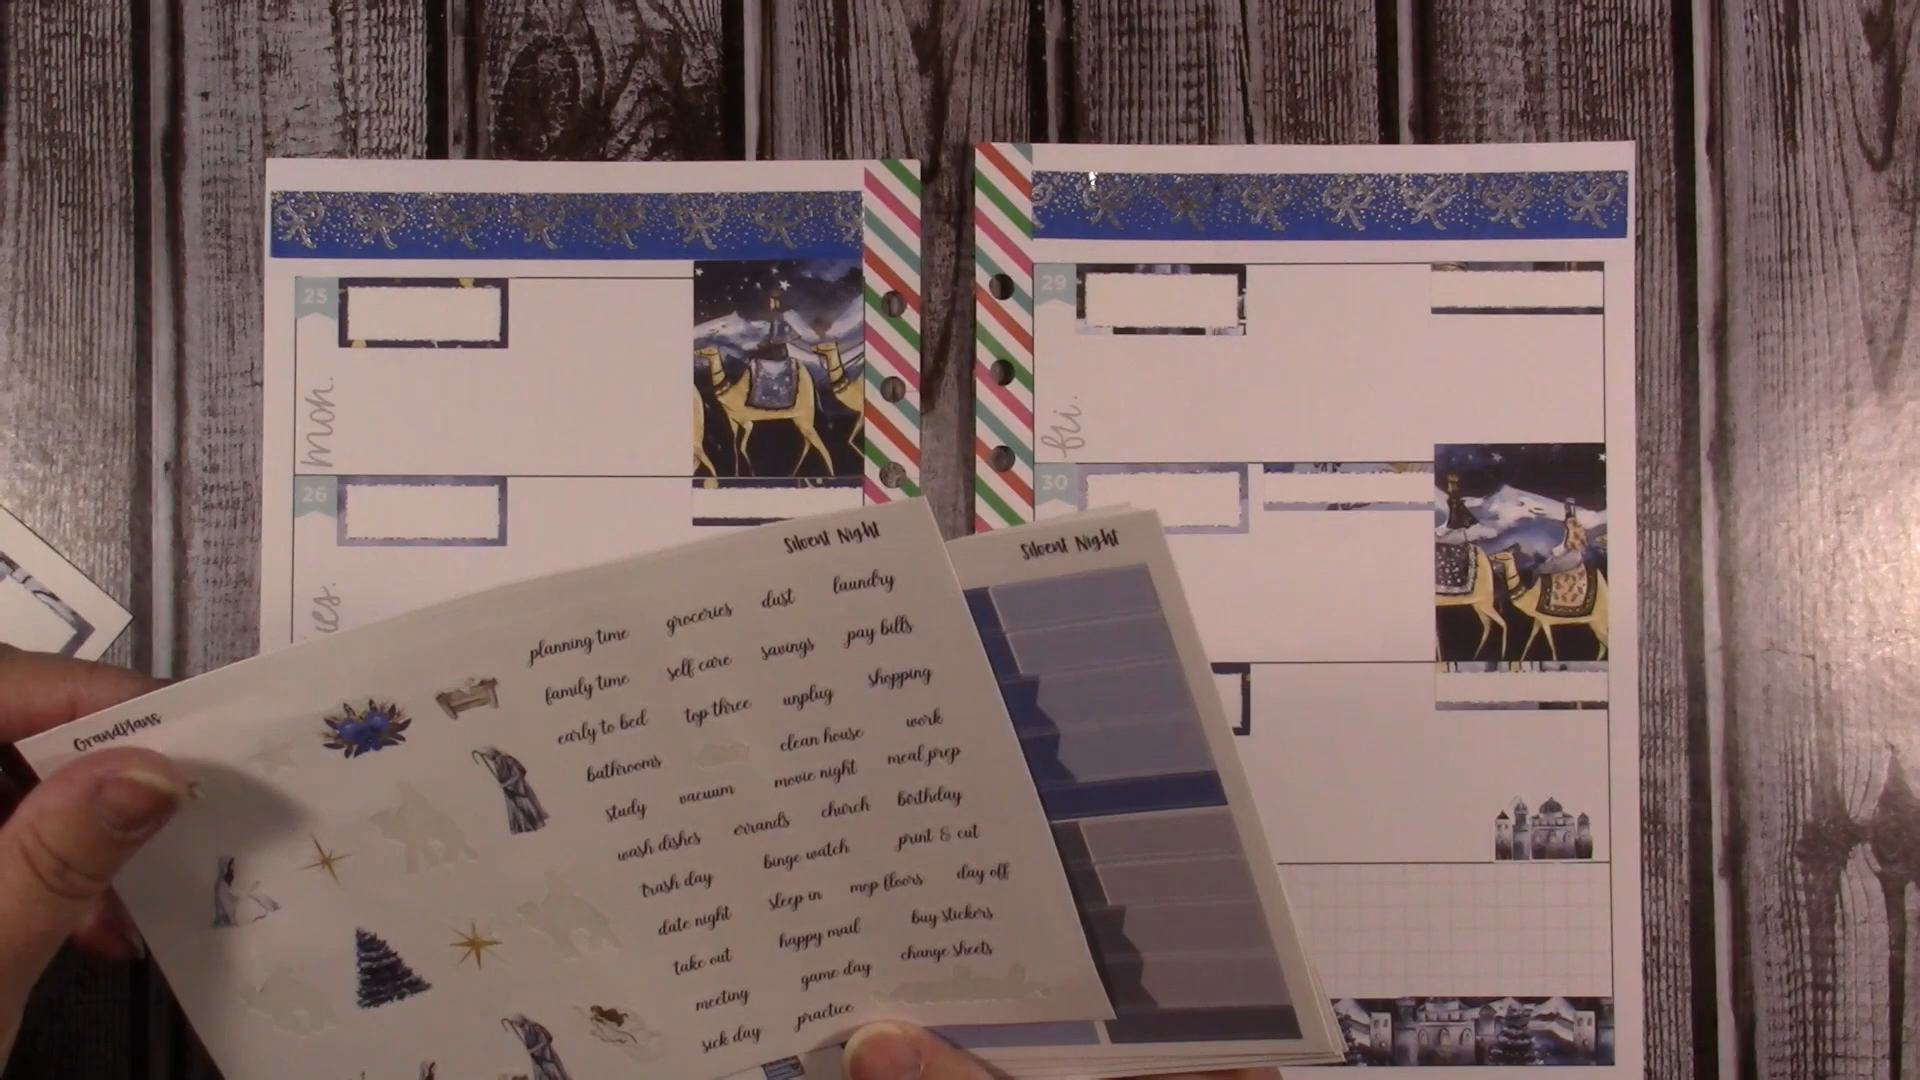 25
mon.
26
29
fri.
30
Silent Night
GrandPlans
planning time groceries dust laundry
family time self care savings pay bills
early to bed top three unplug shopping
bathrooms clean house work
study vacuum movie night meal prep
wash dishes errands church birthday
trash day binge watch print & cut
date night sleep in mop floors day off
take out happy mail buy stickers
meeting game day change sheets
sick day practice
Silent Night